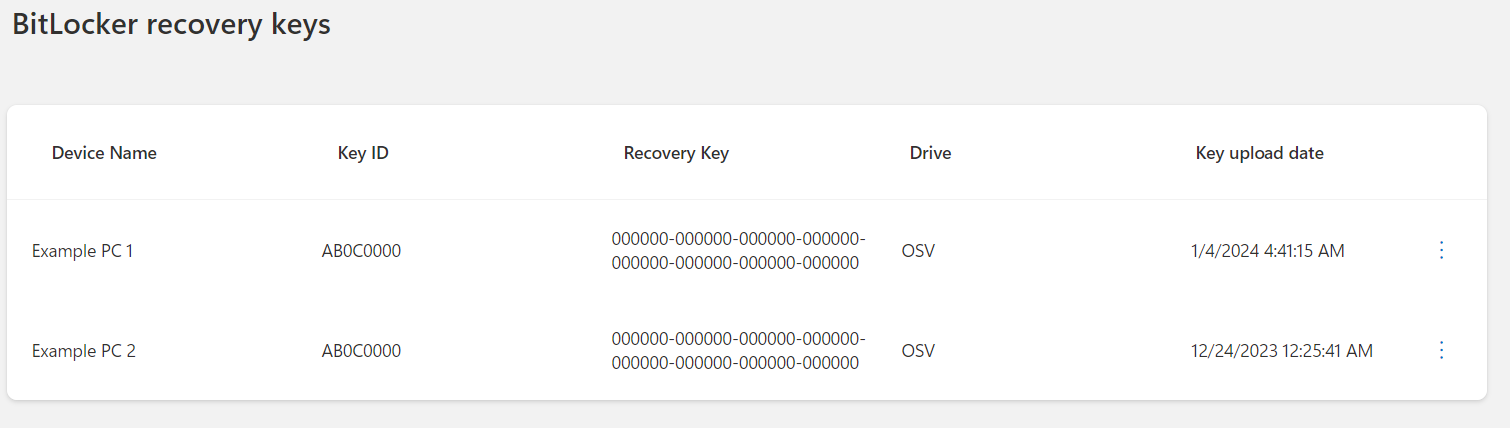 BitLocker recovery keys
Device Name Key ID Recovery Key Drive Key upload date
Example PC 1 AB0C0000 000000-000000-000000-000000-
000000-000000-000000-000000 OSV 1/4/2024 4:41:15 AM
Example PC 2 AB0C0000 000000-000000-000000-000000-
000000-000000-000000-000000 OSV 12/24/2023 12:25:41 AM